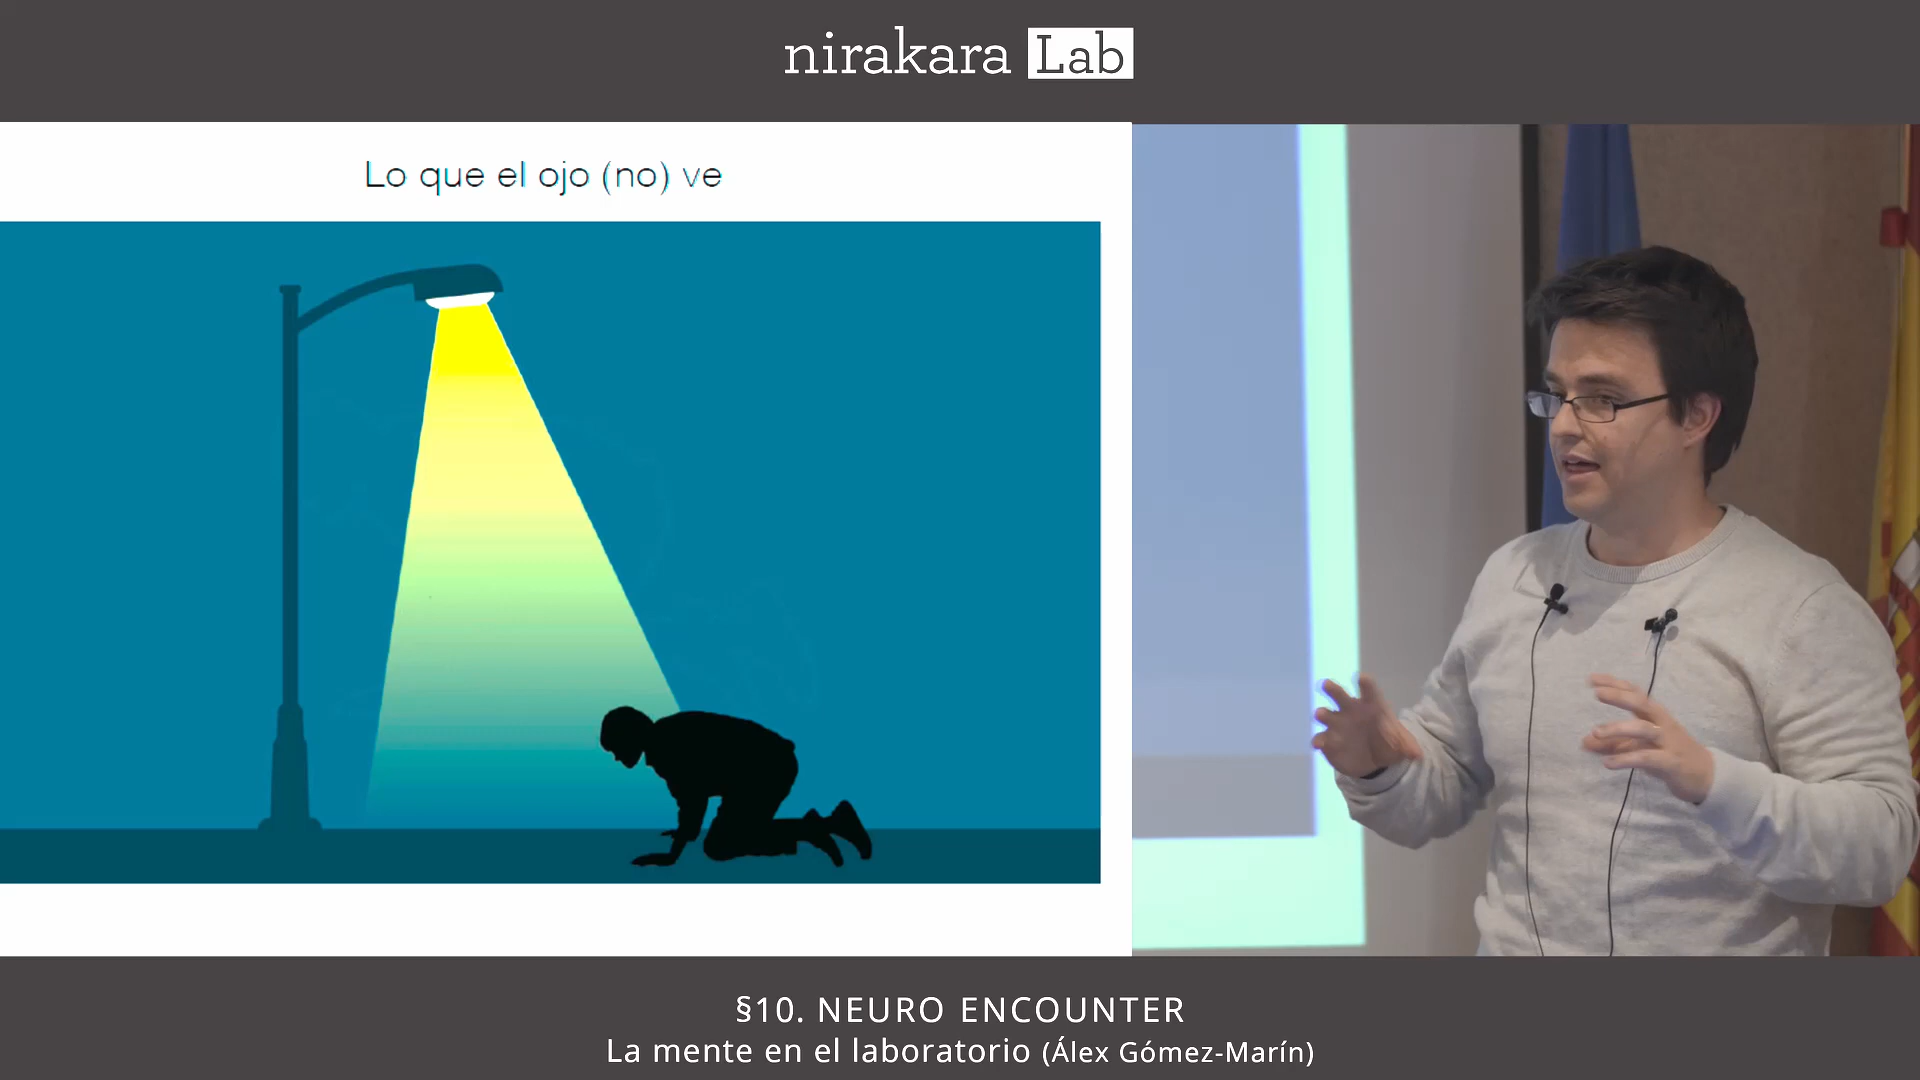 nirakara Lab
Lo que el ojo (no) ve
§10. NEURO ENCOUNTER
La mente en el laboratorio (Álex Gómez-Marín)